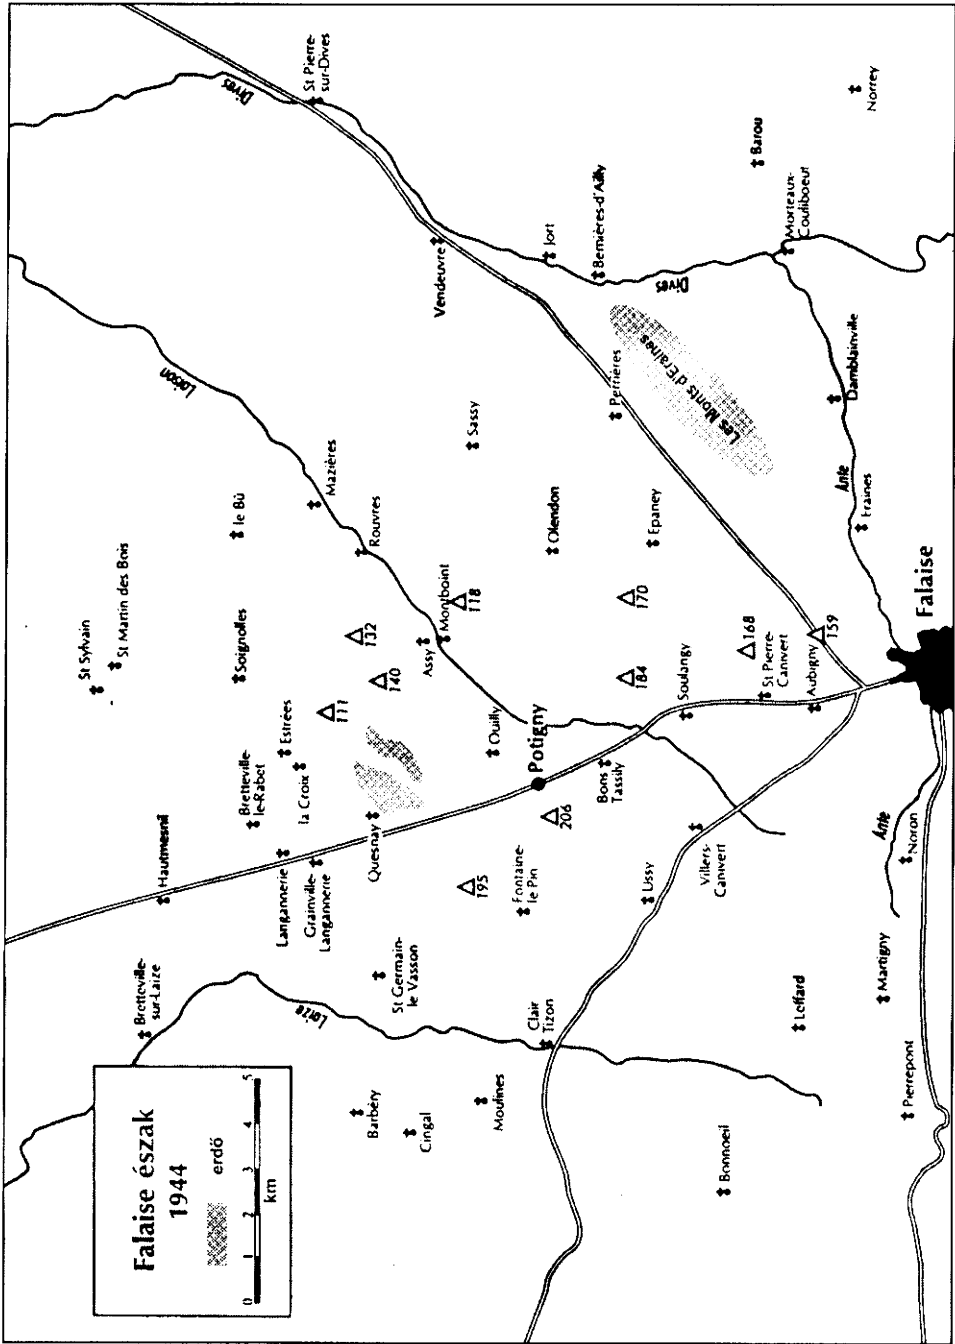 Falaise észak
1944
erdő
0 1 2 3 4 5
km
Bretteville-
sur-Laize
Hautmesnil
St Sylvain
St Martin des Bois
Bretteville-
le-Rabet
Soignolles
le Bû
Dives
St Pierre-
sur-Dives
Laison
Laize
Langannerie
Grainville-
Langannerie
la Croix
Estrées
111
132
140
Mazières
Rouvres
Quesnay
St Germain-
le Vasson
Barbéry
Cingal
Moulines
Assy
Montboint
118
Sassy
Vendeuvre
195
Ouilly
Potigny
206
Fontaine-
le Pin
Clair
Tizon
Olendon
Jort
Bernières-d'Ailly
Bons
Tassily
184
170
Epaney
Perrières
Les Monts d'Eraines
Dives
Ussy
Villers-
Canivert
Soulangy
168
St Pierre-
Canivert
Aubigny
159
Barou
Morteaux-
Couliboeuf
Norrey
Bonnoeil
Leffard
Martigny
Pierrepont
Noron
Ante
Falaise
Eraines
Ante
Damblainville